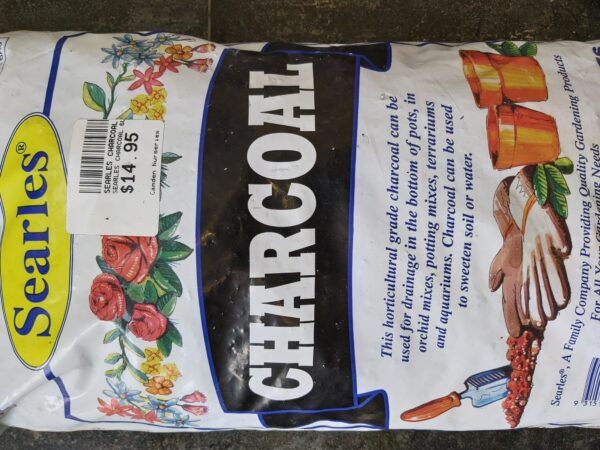 Searles®
SEARLES CHARCOAL
SEARLES CHARCOAL 5L
$14.95
Camden Nurseries
CHARCOAL
This horticultural grade charcoal can be
used for drainage in the bottom of pots, in
orchid mixes, potting mixes, terrariums
and aquariums. Charcoal can be used
to sweeten soil or water.
Searles®, A Family Company Providing Quality Gardening Products
For All Your Gardening Needs